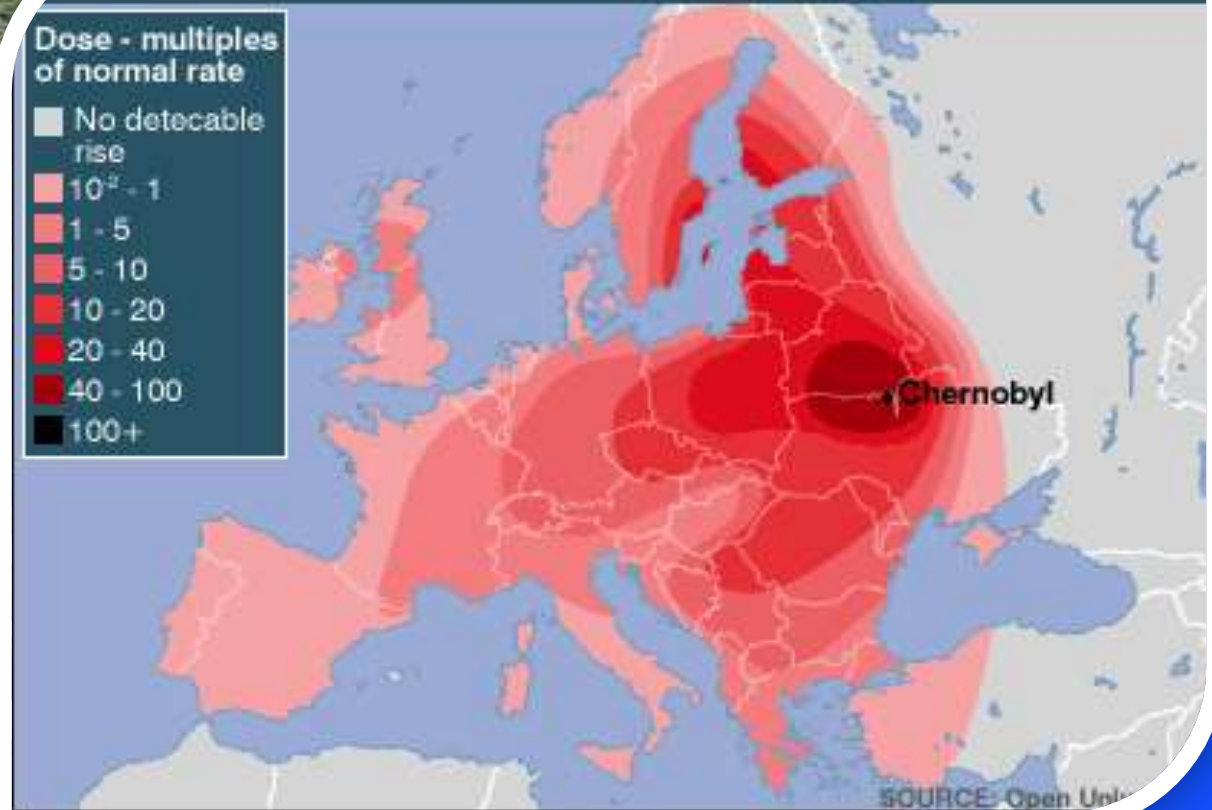 Dose - multiples
of normal rate
No detecable
rise
10⁻² - 1
1 - 5
5 - 10
10 - 20
20 - 40
40 - 100
100+
Chernobyl
SOURCE: Open